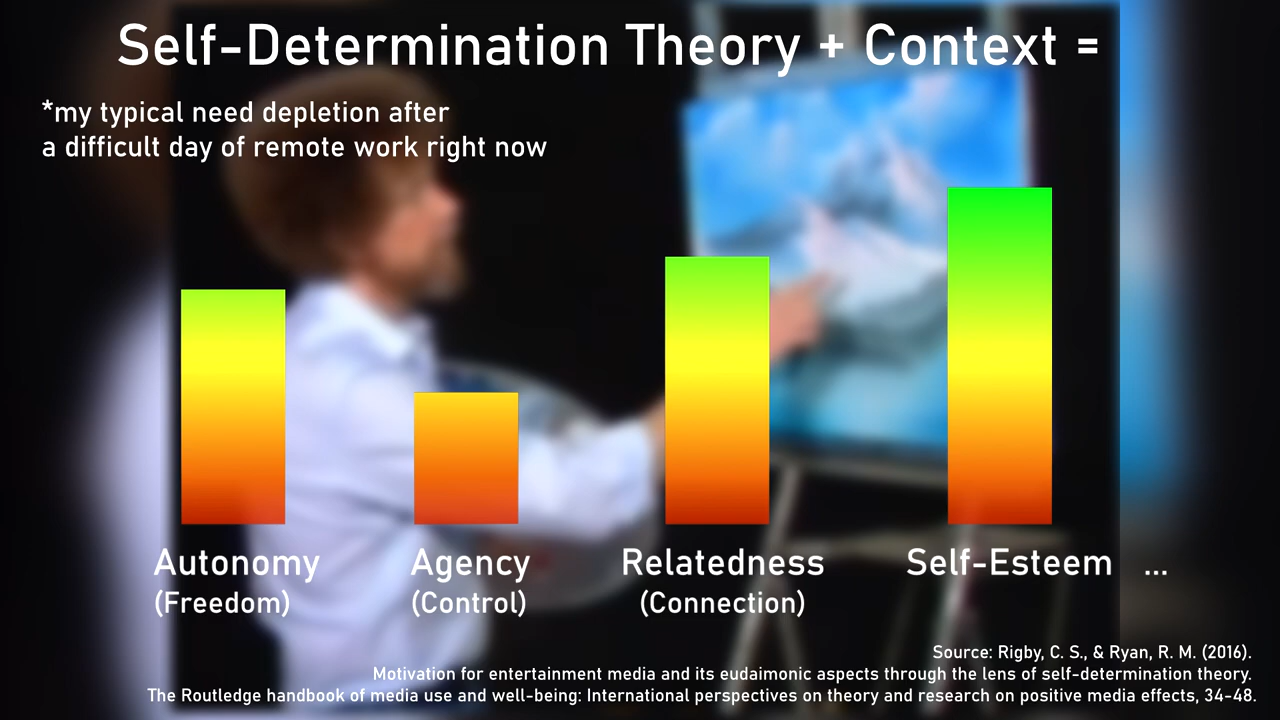 Self-Determination Theory + Context =
*my typical need depletion after
a difficult day of remote work right now
Autonomy
(Freedom)
Agency
(Control)
Relatedness
(Connection)
Self-Esteem
...
Source: Rigby, C. S., & Ryan, R. M. (2016).
Motivation for entertainment media and its eudaimonic aspects through the lens of self-determination theory.
The Routledge handbook of media use and well-being: International perspectives on theory and research on positive media effects, 34-48.